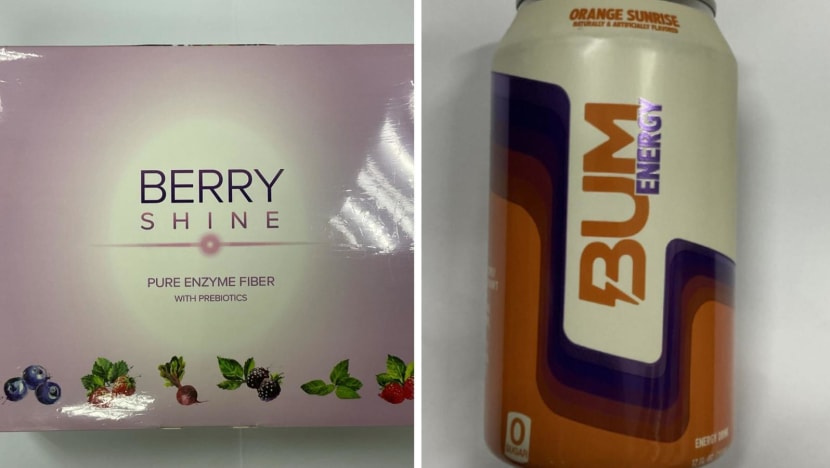 BERRY
SHINE
PURE ENZYME FIBER
WITH PREBIOTICS
ORANGE SUNRISE
NATURALLY & ARTIFICIALLY FLAVORED
BUM
ENERGY
0
SUGAR
ENERGY DRINK